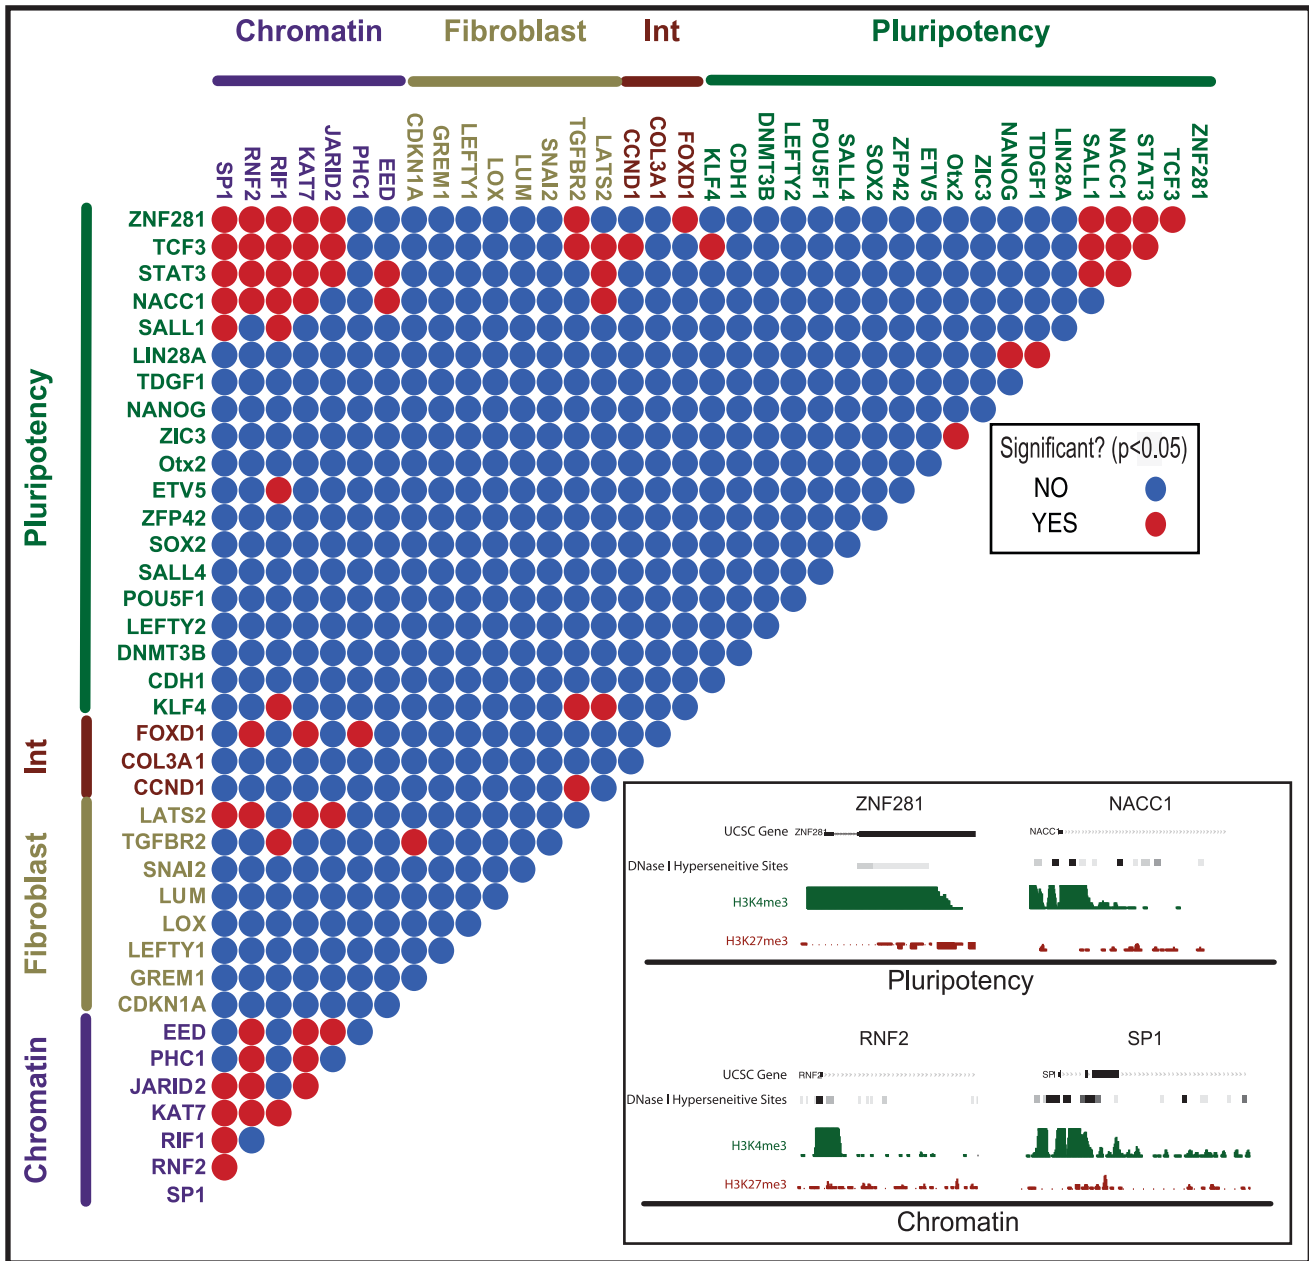 Chromatin Fibroblast Int Pluripotency
SP1 RNF2 RIF1 KAT7 JARID2 PHC1 EED CDKN1A GREM1 LEFTY1 LOX LUM SNAI2 TGFBR2 LATS2 CCND1 COL3A1 FOXD1 KLF4 CDH1 DNMT3B LEFTY2 POU5F1 SALL4 SOX2 ZFP42 ETV5 Otx2 ZIC3 NANOG TDGF1 LIN28A SALL1 NACC1 STAT3 TCF3 ZNF281
Pluripotency
ZNF281
TCF3
STAT3
NACC1
SALL1
LIN28A
TDGF1
NANOG
ZIC3
Otx2
ETV5
ZFP42
SOX2
SALL4
POU5F1
LEFTY2
DNMT3B
CDH1
KLF4
Int
FOXD1
COL3A1
CCND1
Fibroblast
LATS2
TGFBR2
SNAI2
LUM
LOX
LEFTY1
GREM1
CDKN1A
Chromatin
EED
PHC1
JARID2
KAT7
RIF1
RNF2
SP1
Significant? (p<0.05)
NO
YES
ZNF281 NACC1
UCSC Gene ZNF281 NACC1
DNase I Hyperseneitive Sites
H3K4me3
H3K27me3
Pluripotency
RNF2 SP1
UCSC Gene RNF2 SP1
DNase I Hyperseneitive Sites
H3K4me3
H3K27me3
Chromatin